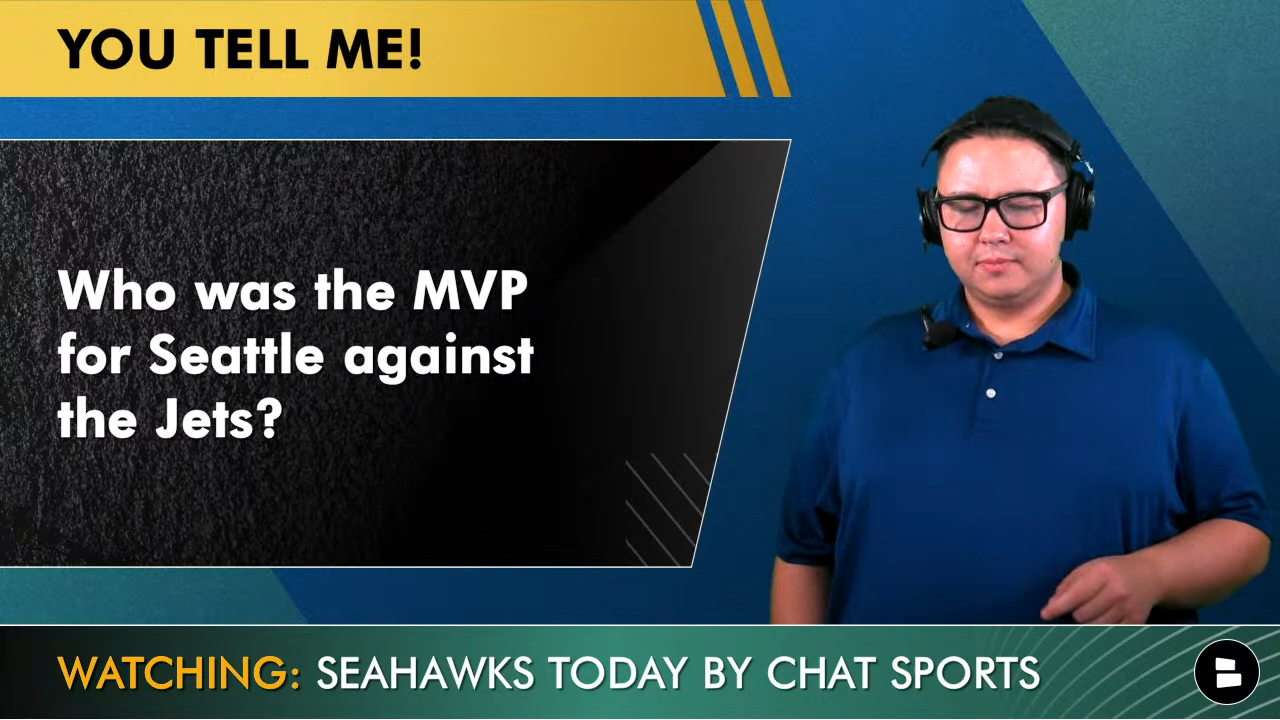 YOU TELL ME!
Who was the MVP
for Seattle against
the Jets?
WATCHING: SEAHAWKS TODAY BY CHAT SPORTS